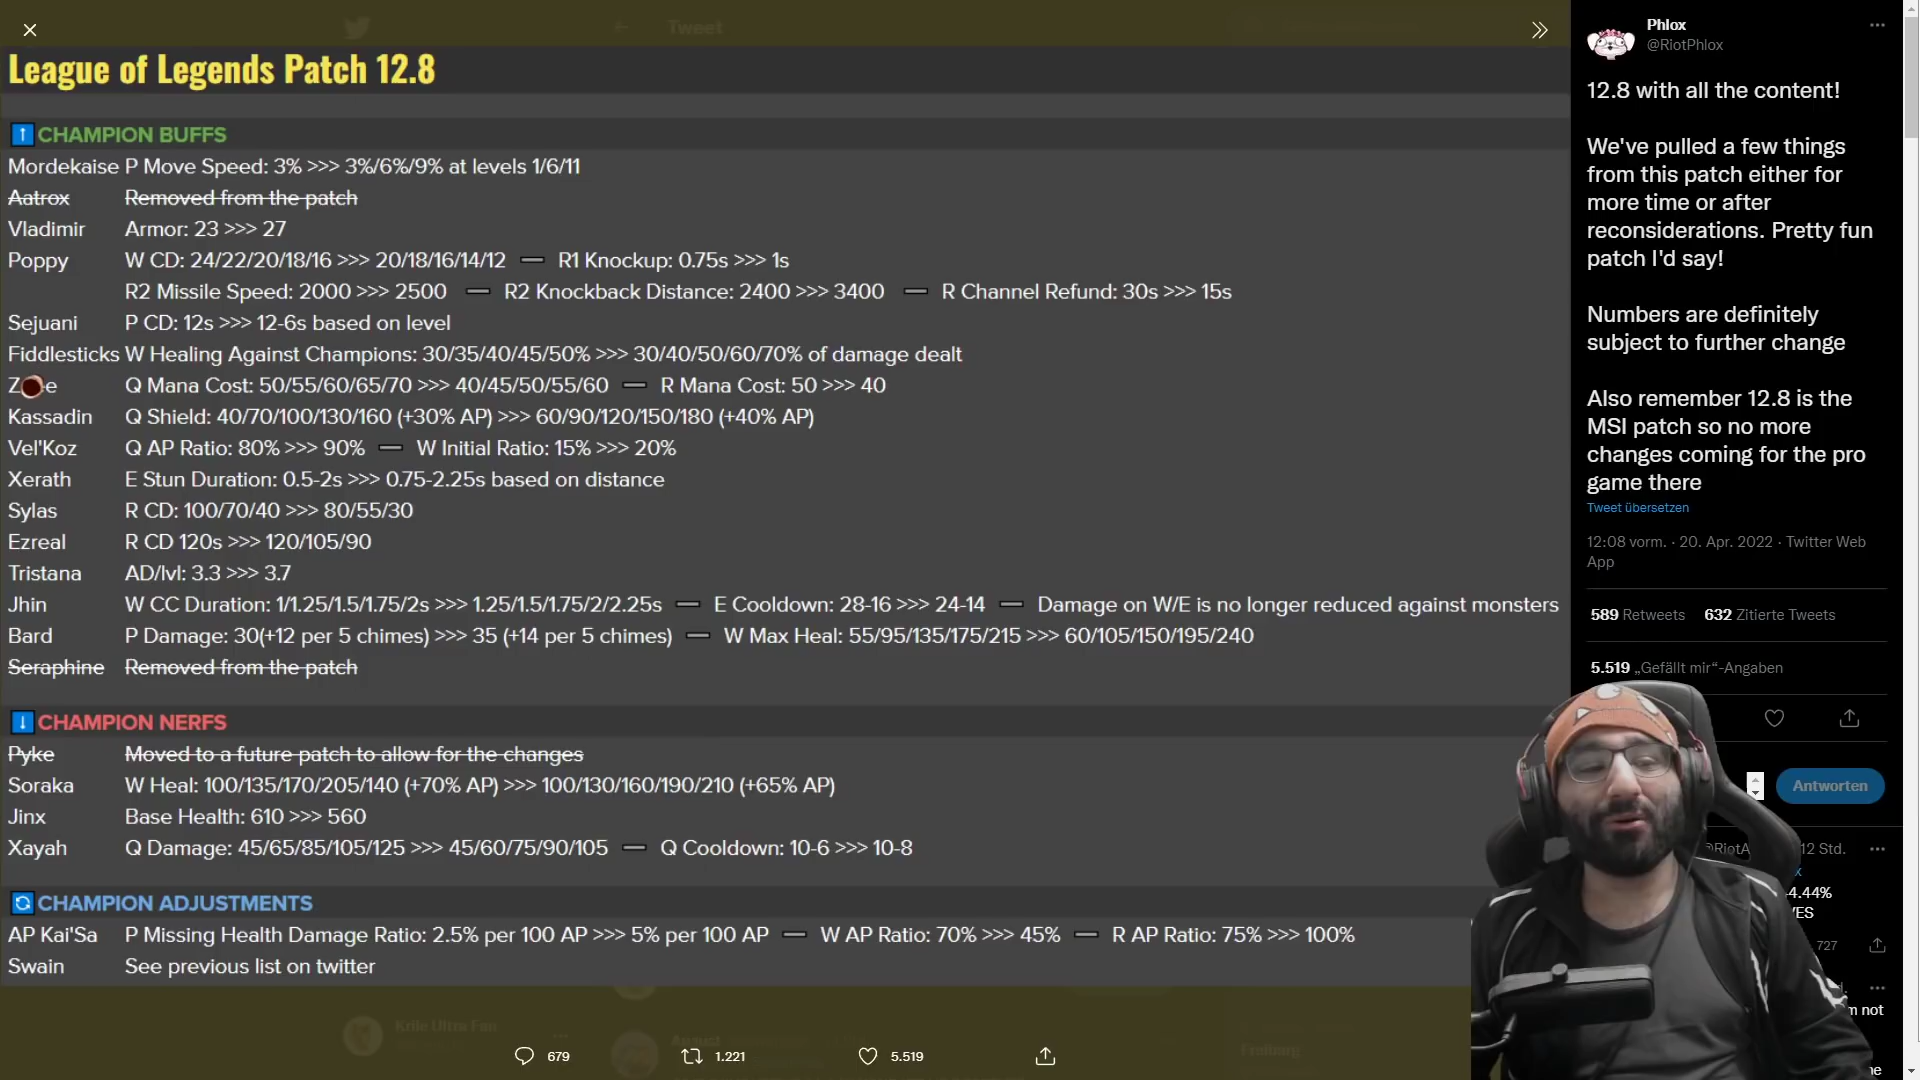 Tweet
League of Legends Patch 12.8
CHAMPION BUFFS
Mordekaise P Move Speed: 3% >>> 3%/6%/9% at levels 1/6/11
Aatrox Removed from the patch
Vladimir Armor: 23 >>> 27
Poppy W CD: 24/22/20/18/16 >>> 20/18/16/14/12 — R1 Knockup: 0.75s >>> 1s
R2 Missile Speed: 2000 >>> 2500 — R2 Knockback Distance: 2400 >>> 3400 — R Channel Refund: 30s >>> 15s
Sejuani P CD: 12s >>> 12-6s based on level
Fiddlesticks W Healing Against Champions: 30/35/40/45/50% >>> 30/40/50/60/70% of damage dealt
Q Mana Cost: 50/55/60/65/70 >>> 40/45/50/55/60 — R Mana Cost: 50 >>> 40
Kassadin Q Shield: 40/70/100/130/160 (+30% AP) >>> 60/90/120/150/180 (+40% AP)
Vel'Koz Q AP Ratio: 80% >>> 90% — W Initial Ratio: 15% >>> 20%
Xerath E Stun Duration: 0.5-2s >>> 0.75-2.25s based on distance
Sylas R CD: 100/70/40 >>> 80/55/30
Ezreal R CD 120s >>> 120/105/90
Tristana AD/lvl: 3.3 >>> 3.7
Jhin W CC Duration: 1/1.25/1.5/1.75/2s >>> 1.25/1.5/1.75/2/2.25s — E Cooldown: 28-16 >>> 24-14 — Damage on W/E is no longer reduced against monsters
Bard P Damage: 30(+12 per 5 chimes) >>> 35 (+14 per 5 chimes) — W Max Heal: 55/95/135/175/215 >>> 60/105/150/195/240
Seraphine Removed from the patch
CHAMPION NERFS
Pyke Moved to a future patch to allow for the changes
Soraka W Heal: 100/135/170/205/140 (+70% AP) >>> 100/130/160/190/210 (+65% AP)
Jinx Base Health: 610 >>> 560
Xayah Q Damage: 45/65/85/105/125 >>> 45/60/75/90/105 — Q Cooldown: 10-6 >>> 10-8
CHAMPION ADJUSTMENTS
AP Kai'Sa P Missing Health Damage Ratio: 2.5% per 100 AP >>> 5% per 100 AP — W AP Ratio: 70% >>> 45% — R AP Ratio: 75% >>> 100%
Swain See previous list on twitter
Krile Ultra Fan
August
Freiburg
679 1.221 5.519
Phlox
@RiotPhlox
12.8 with all the content!
We've pulled a few things
from this patch either for
more time or after
reconsiderations. Pretty fun
patch I'd say!
Numbers are definitely
subject to further change
Also remember 12.8 is the
MSI patch so no more
changes coming for the pro
game there
Tweet übersetzen
12:08 vorm. · 20. Apr. 2022 · Twitter Web
App
589 Retweets 632 Zitierte Tweets
5.519 „Gefällt mir“-Angaben
Antworten
12 Std.
4.44%
727
not